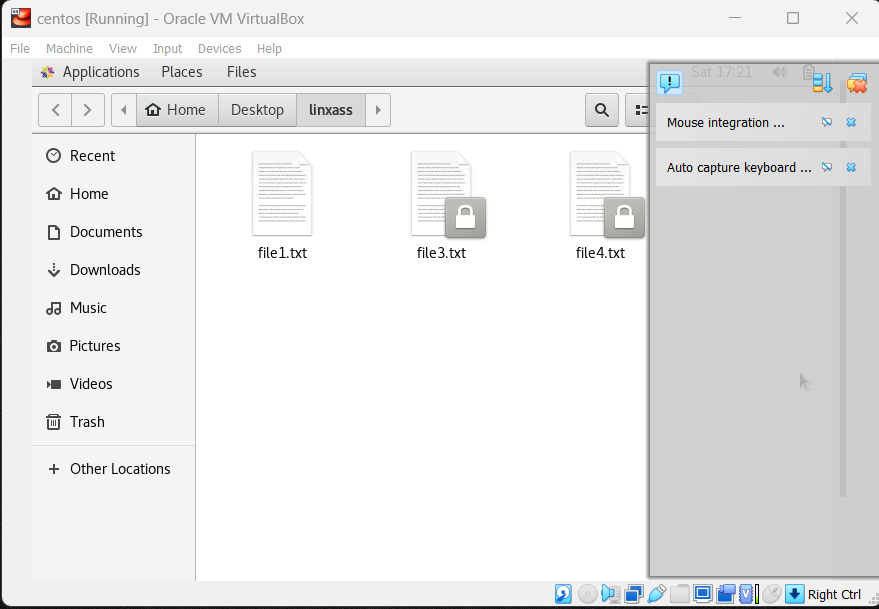 centos [Running] - Oracle VM VirtualBox
File Machine View Input Devices Help
Applications Places Files Sat 17:21
Home Desktop linxass
Mouse integration ...
Auto capture keyboard ...
Recent
Home
Documents
Downloads
Music
Pictures
Videos
Trash
Other Locations
file1.txt file3.txt file4.txt
Right Ctrl